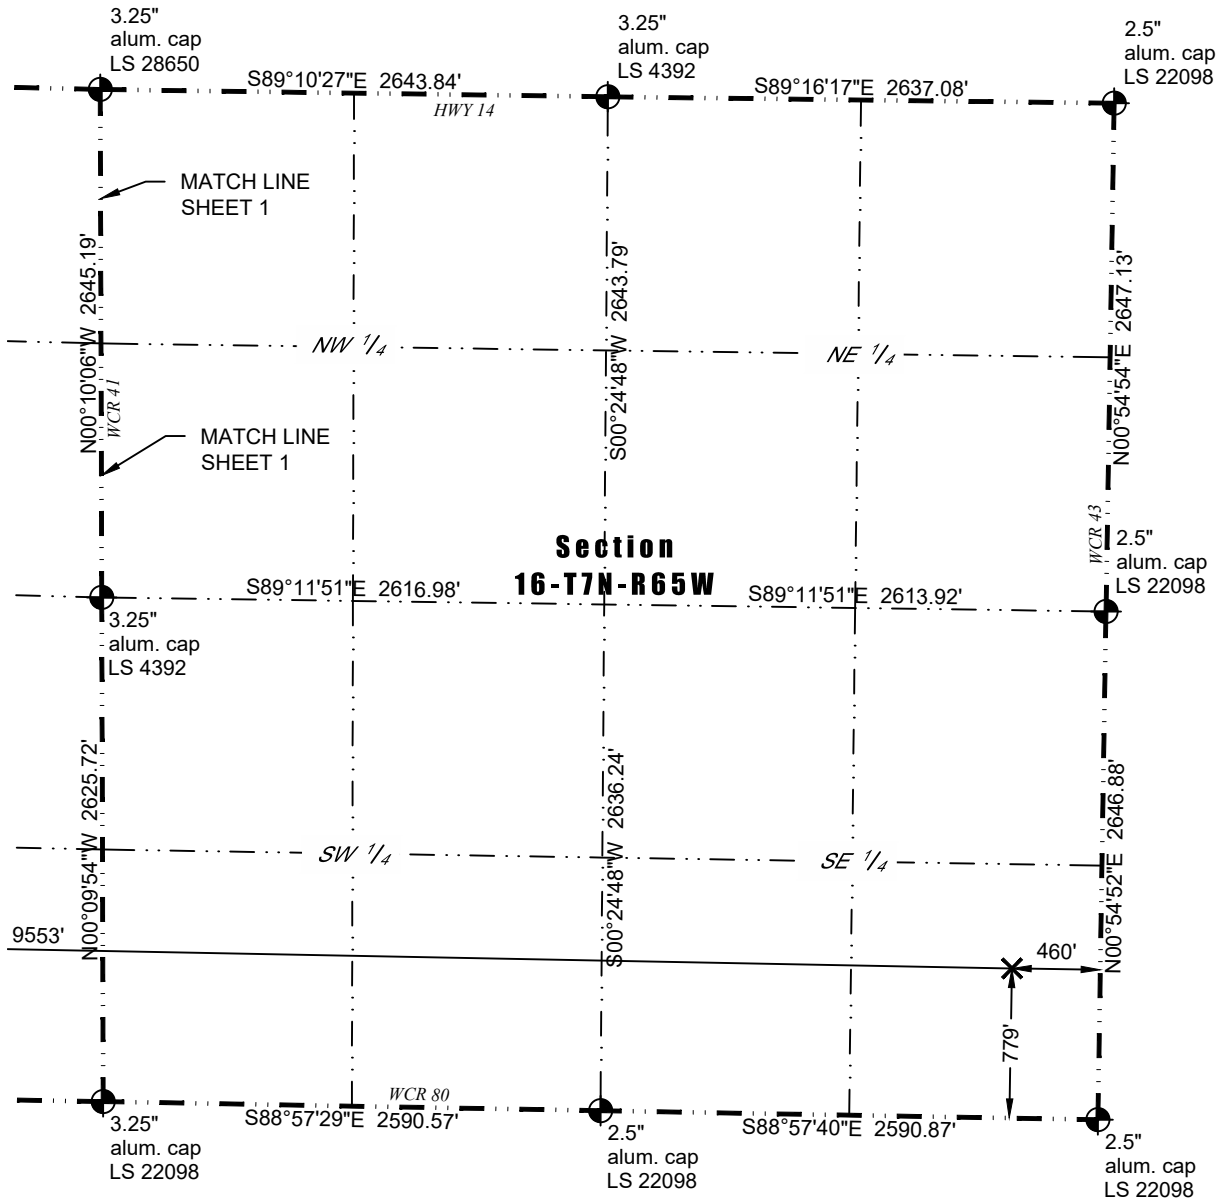 3.25"
alum. cap
LS 28650
3.25"
alum. cap
LS 4392
2.5"
alum. cap
LS 22098
S89°10'27"E 2643.84'
S89°16'17"E 2637.08'
HWY 14
MATCH LINE
SHEET 1
N00°10'06"W 2645.19'
WCR 41
S00°24'48"W 2643.79'
N00°54'54"E 2647.13'
NW 1/4
NE 1/4
MATCH LINE
SHEET 1
WCR 43
Section
16-T7N-R65W
2.5"
alum. cap
LS 22098
S89°11'51"E 2616.98'
S89°11'51"E 2613.92'
3.25"
alum. cap
LS 4392
N00°09'54"W 2625.72'
S00°24'48"W 2636.24'
N00°54'52"E 2646.88'
SW 1/4
SE 1/4
9553'
460'
779'
WCR 80
S88°57'29"E 2590.57'
S88°57'40"E 2590.87'
3.25"
alum. cap
LS 22098
2.5"
alum. cap
LS 22098
2.5"
alum. cap
LS 22098